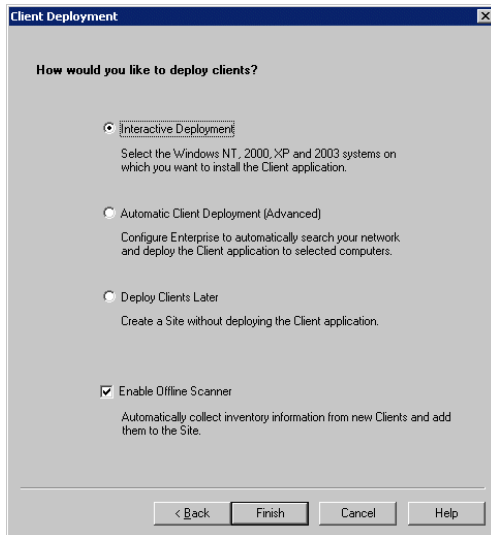 Client Deployment
How would you like to deploy clients?
Interactive Deployment
Select the Windows NT, 2000, XP and 2003 systems on
which you want to install the Client application.
Automatic Client Deployment (Advanced)
Configure Enterprise to automatically search your network
and deploy the Client application to selected computers.
Deploy Clients Later
Create a Site without deploying the Client application.
Enable Offline Scanner
Automatically collect inventory information from new Clients and add
them to the Site.
< Back Finish Cancel Help